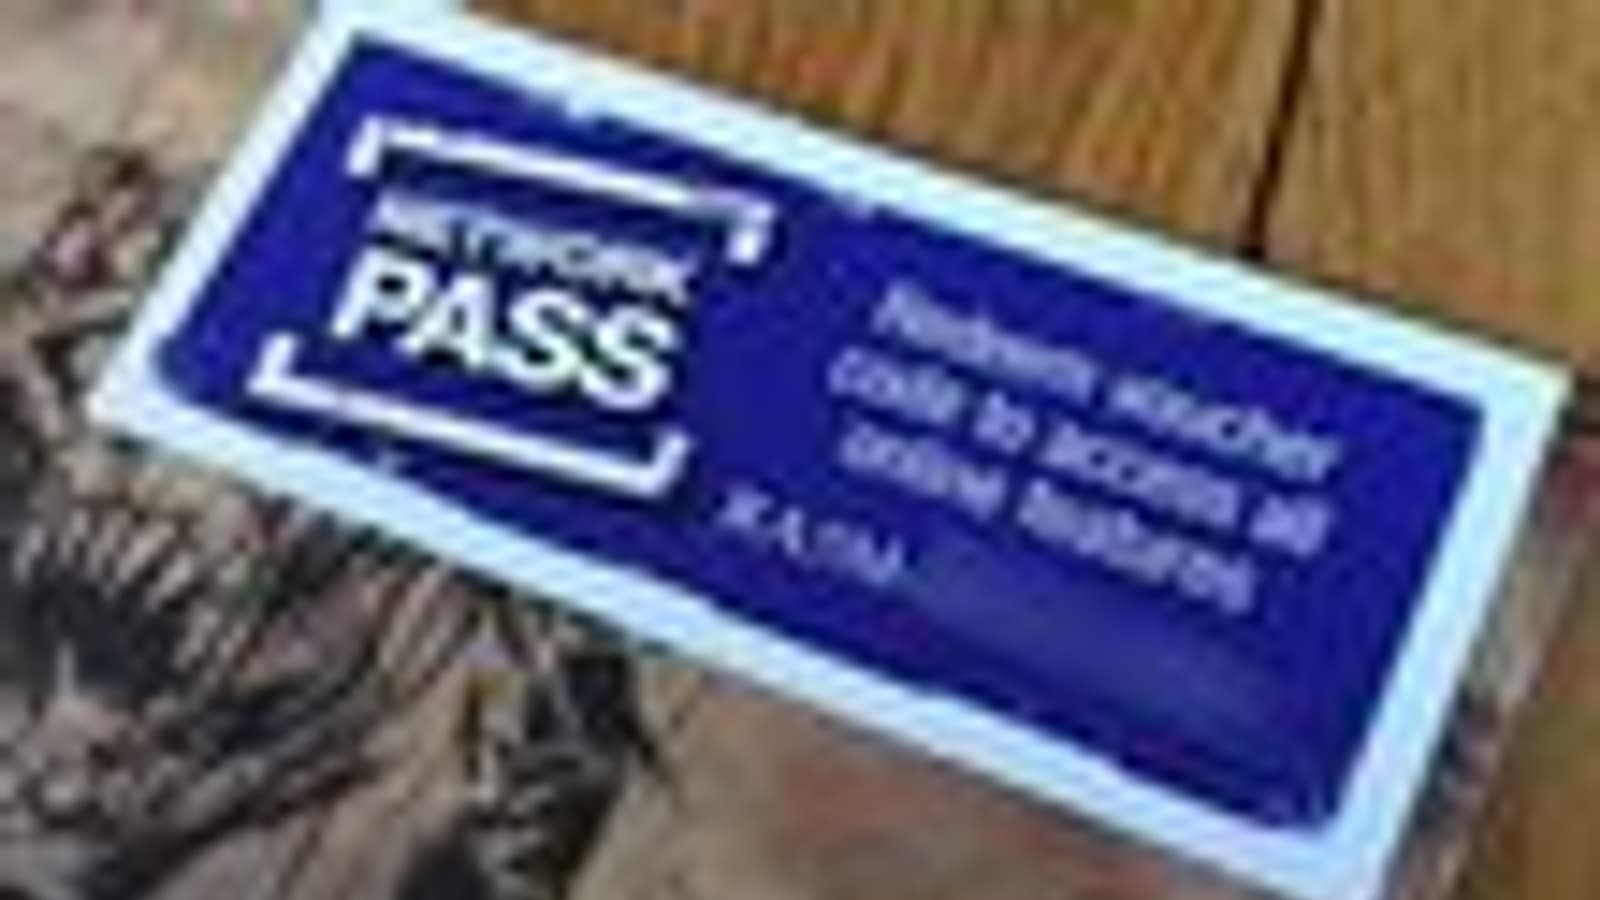 NETWORK
PASS
Redeem voucher
code to access all
online features